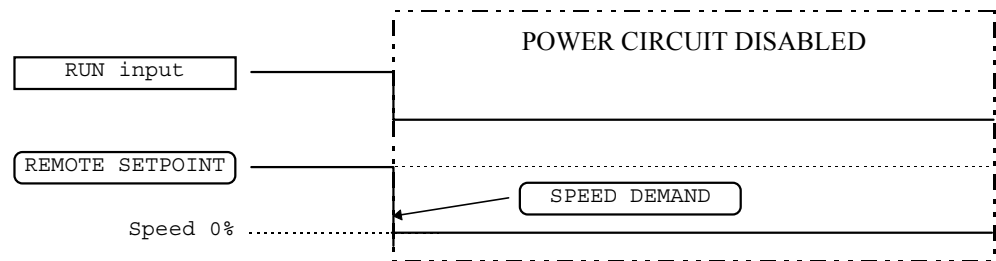 POWER CIRCUIT DISABLED
RUN input
REMOTE SETPOINT
SPEED DEMAND
Speed 0%